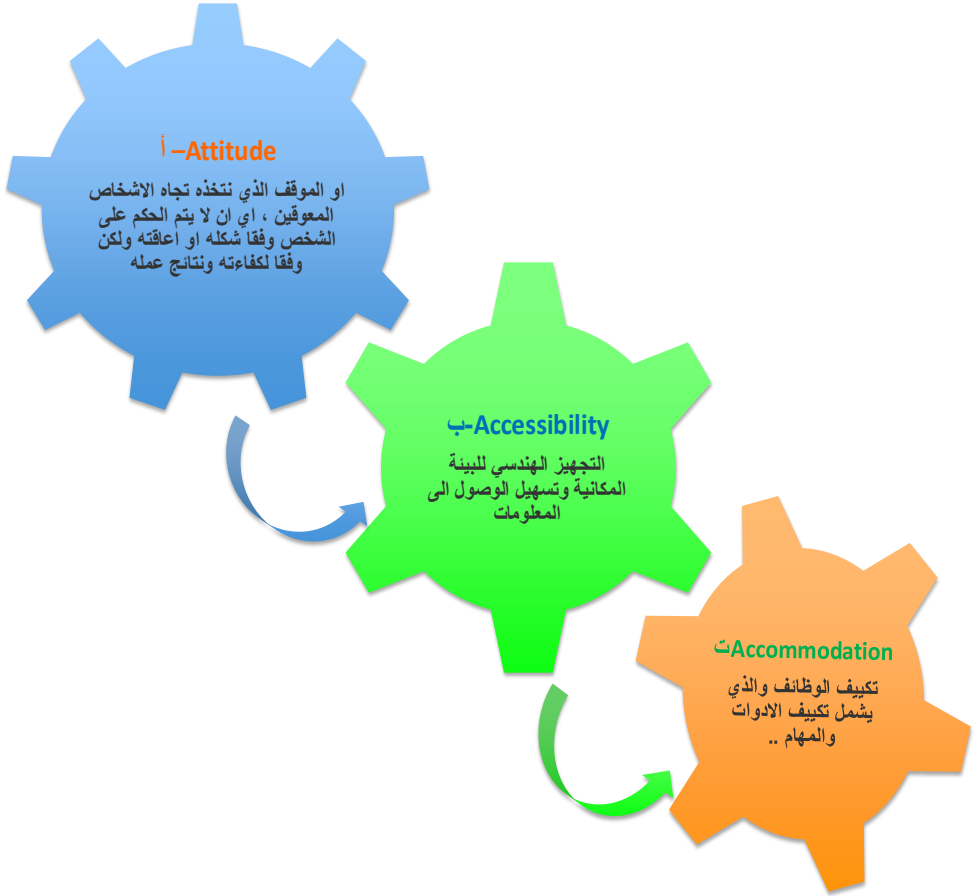 أ –Attitude
او الموقف الذي نتخذه تجاه الاشخاص
المعوقين ، اي ان لا يتم الحكم على
الشخص وفقا شكله او اعاقته ولكن
وفقا لكفاءته ونتائج عمله
ب-Accessibility
التجهيز الهندسي للبيئة
المكانية وتسهيل الوصول الى
المعلومات
تAccommodation
تكييف الوظائف والذي
يشمل تكييف الادوات
والمهام ..